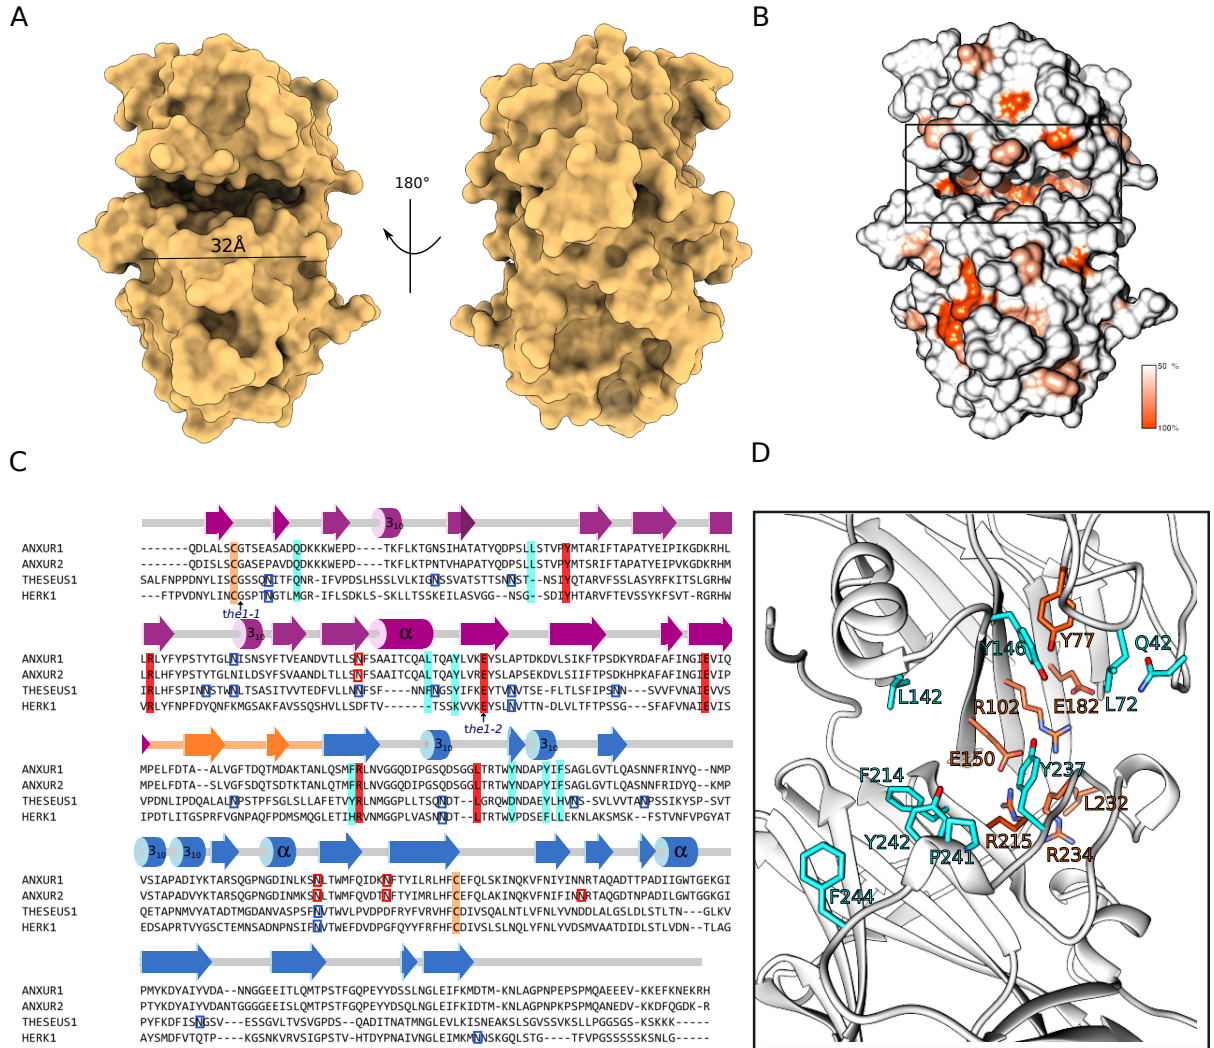 A
B
180°
32Å
50 %
100%
C
D
3₁₀
ANXUR1 -------QDLALSCGTSEASADQDKKKWEPD----TKFLKTGNSIHATATYQDPSLLSTVPYMTSRIFTAPATYEIPIKGDKRHL
ANXUR2 -------QDISLSCGASEPAVDQDKKKWEPD----TKFLKTPNTVHAPATYQDPSLLSTVPYMTSRIFTAPATYEIPVKGDKRHM
THESEUS1 SALFNPPDNYLISCGSSQNITFQNR-IFVPDSLHSSLVLKIGNSSVATSTTSNNST--NSIYQTARVFSSLASYRFKITSLGRHW
HERK1 ---FTPVDNYLINCGSPTNGTLMGR-IFLSDKLS-SKLLTSSKEILASVGG--NSG---SDIYHTARVFTEVSSYKFSVT-RGRHW
the1-1
3₁₀
α
ANXUR1 LRLYFYPSTYTGLNISNSYFTVEANDVTLLSNFSAAITCQALTQAYLVKEYSLAPTDKDVLSIKFTPSDKYRDAFAFINGIEVIQ
ANXUR2 LRLYFYPSTYTGLNILDSYFSVAANDLTLLSNFSAAITCQALTQAYLVREYSLAPSEKDVLSIIFTPSDKHPKAFAFINGIEVIP
THESEUS1 IRLHFSPINNSTWNLTSASITVVTEDFVLLNNFSF----NNFNGSYIFKEYTVNVTSE-FLTLSFIPSNN----SVVFVNAIEVVS
HERK1 VRLYFNPFDYQNFKMGSAKFAVSSQSHVLLSDFTV-----TSSKVVKEYSLNVTTN-DLVLTFTPSSG---SFAFVNAIEVIS
the1-2
3₁₀
3₁₀
ANXUR1 MPELFDTA--ALVGFTDQTMDAKTANLQSMFRLNVGGQDIPGSQDSGGLTRTWYNDAPYIFSAGLGVTLQASNNFRINYQ--NMP
ANXUR2 MPELFDTA--SLVGFSDQTSDTKTANLQTMFRLNVGGQDIPGSQDSGGLTRTWYNDAPYIFSAGLGVTLQASNNFRIDYQ--KMP
THESEUS1 VPDNLIPDQALALNPSTPFSGLSLLAFETVYRLNMGGPLLTSQNDT--LGRQWDNDAEYLHVNSSVLVVTANPSSIKYSP-SVT
HERK1 IPDTLITGSPRFVGNPAQFPDMSMQGLETIHRVNMGGPLVASNNDT--LTRTWVPDSEFLLEKNLAKSMSK--FSTVNFVPGYAT
3₁₀
3₁₀
α
α
ANXUR1 VSIAPADIYKTARSQGPNGDINLKSNLTWMFQIDKNFTYILRLHFCEFQLSKINQKVFNIYINNRTAQADTTPADIIGWTGEKGI
ANXUR2 VSTAPADVYKTARSQGPNGDINMKSNLTWMFQVDTNFTYIMRLHFCEFQLAKINQKVFNIFINNRTAQGDTNPADILGWTGGKGI
THESEUS1 QETAPNMVYATADTMGDANVASPSFNVTWVLPVDPDFRYFVRVHFCDIVSQALNTLVFNLYVNDDLALGSLDLSTLTN---GLKV
HERK1 EDSAPRTVYGSCTEMNSADNPNSIFNVTWEFDVDPGFQYYFRFHFCDIVSLSLNQLYFNLYVDSMVAATDIDLSTLVDN--TLAG
ANXUR1 PMYKDYAIYVDA--NNGGEEITLQMTPSTFGQPEYYDSSLNGLEIFKMDTM-KNLAGPNPEPSPMQAEEEV-KKEFKNEKRH
ANXUR2 PTYKDYAIYVDANTGGGGEEISLQMTPSTFGQPEYYDSQLNGLEIFKIDTM-KNLAGPNPKPSPMQANEDV-KKDFQGDK-R
THESEUS1 PYFKDFISNGSV---ESSGVLTVSVGPDS--QADITNATMNGLEVLKISNEAKSLSGVSSVKSLLPGGSGS-KSKKK-----
HERK1 AYSMDFVTQTP----KGSNKVRVSIGPSTV-HTDYPNAIVNGLEIMKMNNSKGQLSTG----TFVPGSSSSSKSNLG----
Y77
Y146
Q42
L142
L72
R102
E182
E150
Y237
F214
L232
Y242
P241
R215
R234
F244